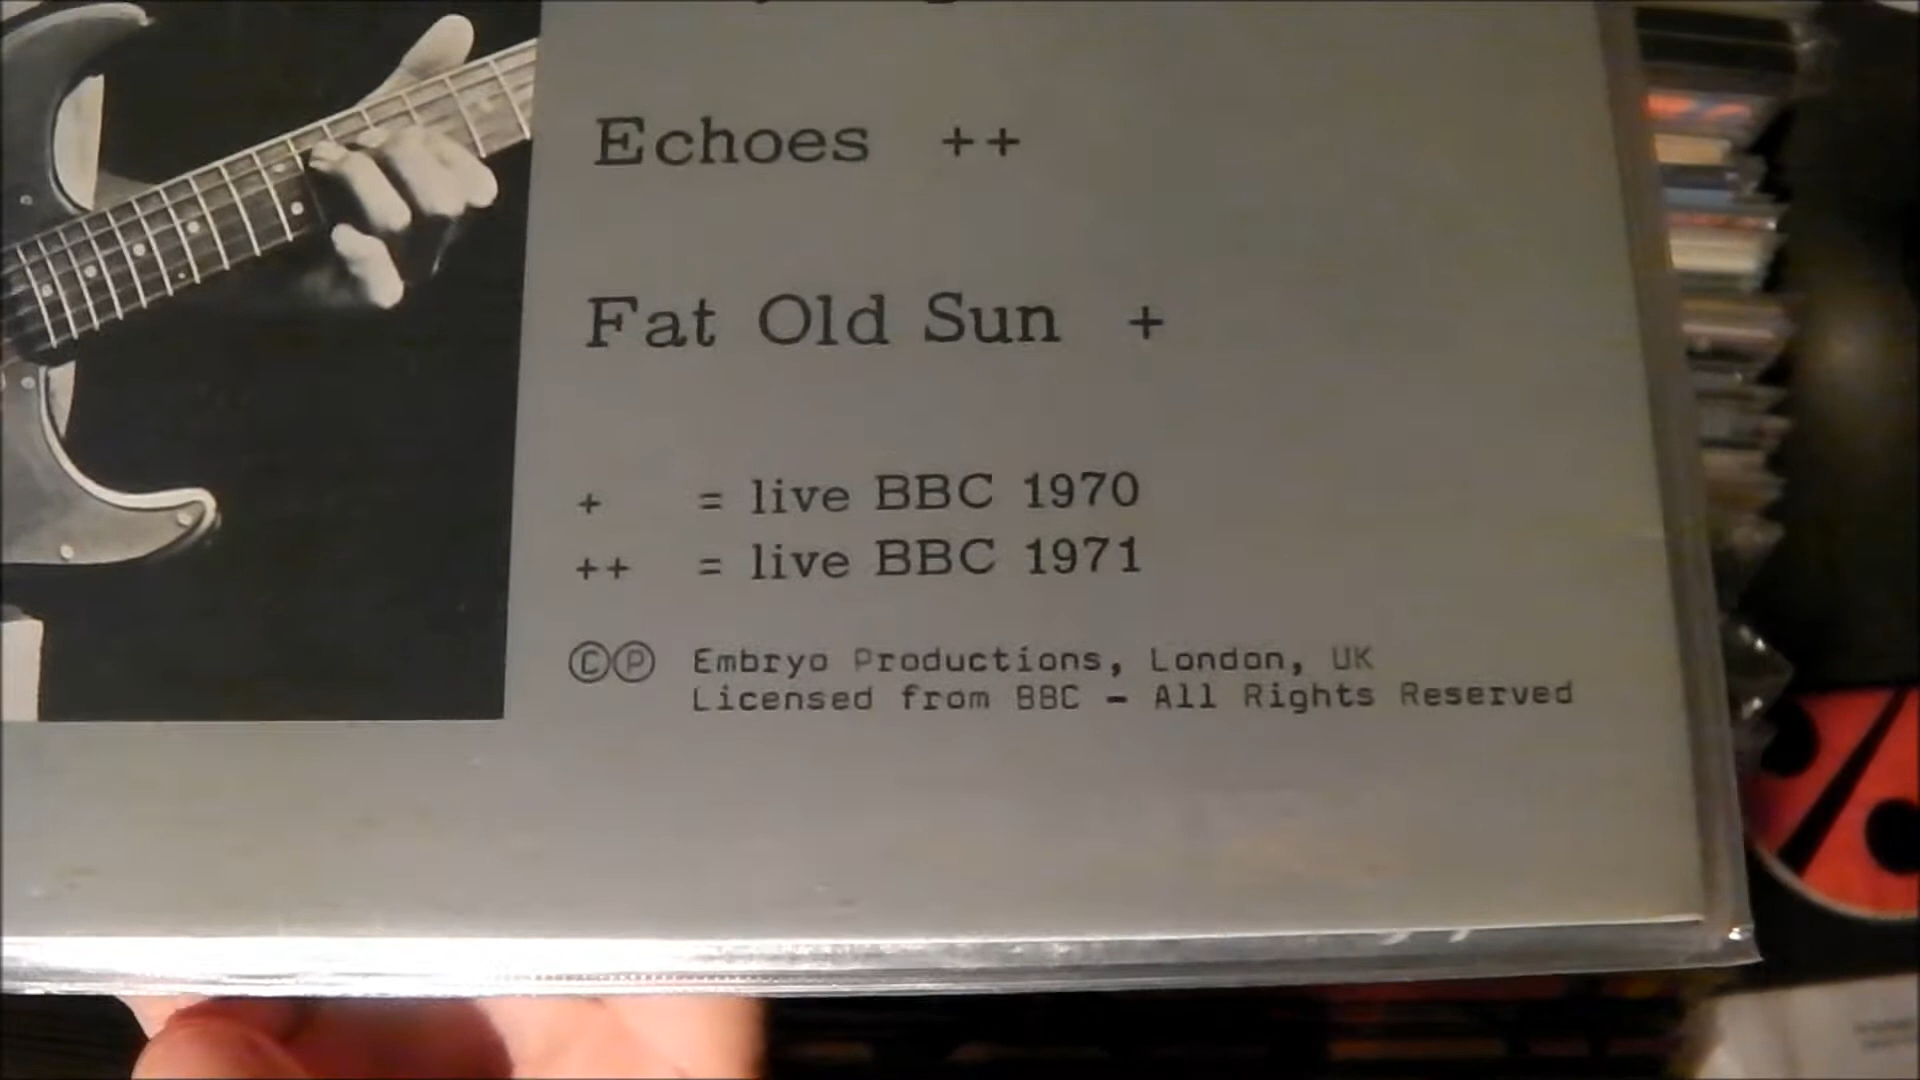 Echoes ++
Fat Old Sun +
+ = live BBC 1970
++ = live BBC 1971
©℗ Embryo Productions, London, UK
Licensed from BBC - All Rights Reserved